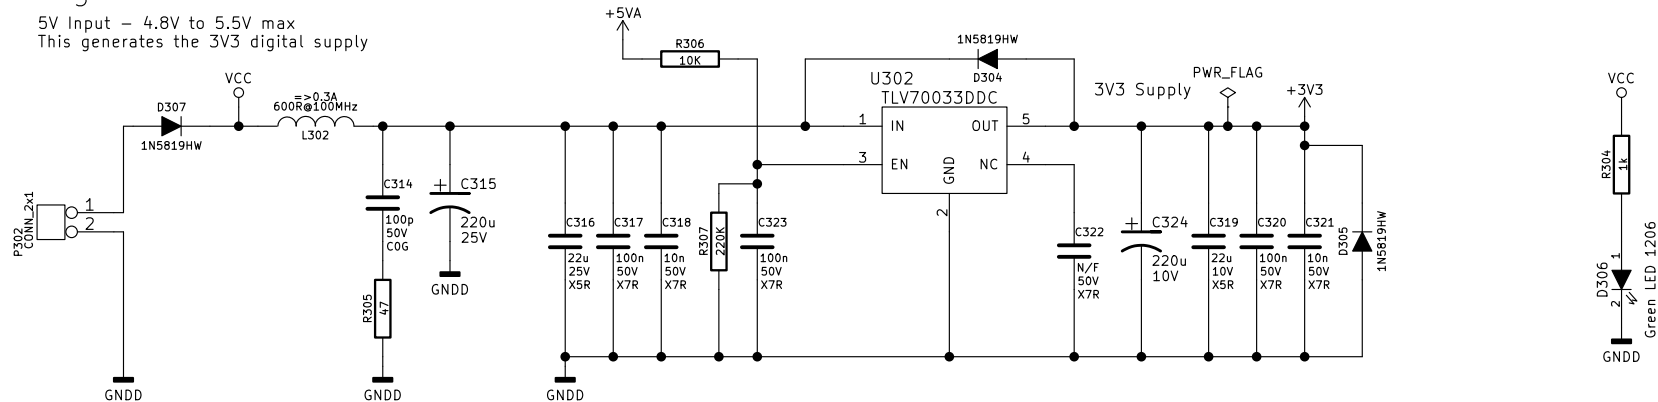 5V Input – 4.8V to 5.5V max
This generates the 3V3 digital supply
+5VA
R306
10K
1N5819HW
D304
U302
TLV70033DDC
3V3 Supply
PWR_FLAG
+3V3
VCC
VCC
=>0.3A
600R@100MHz
L302
D307
1N5819HW
1
IN
OUT
5
3
EN
NC
4
GND
2
P302
CONN_2x1
1
2
GNDD
C314
100p
50V
COG
R305
47
GNDD
C315
220u
25V
GNDD
C316
22u
25V
X5R
GNDD
C317
100n
50V
X7R
C318
10n
50V
X7R
R307
220K
C323
100n
50V
X7R
C322
N/F
50V
X7R
C324
220u
10V
C319
22u
10V
X5R
C320
100n
50V
X7R
C321
10n
50V
X7R
D305
1N5819HW
R304
1k
D306
1
2
Green LED 1206
GNDD